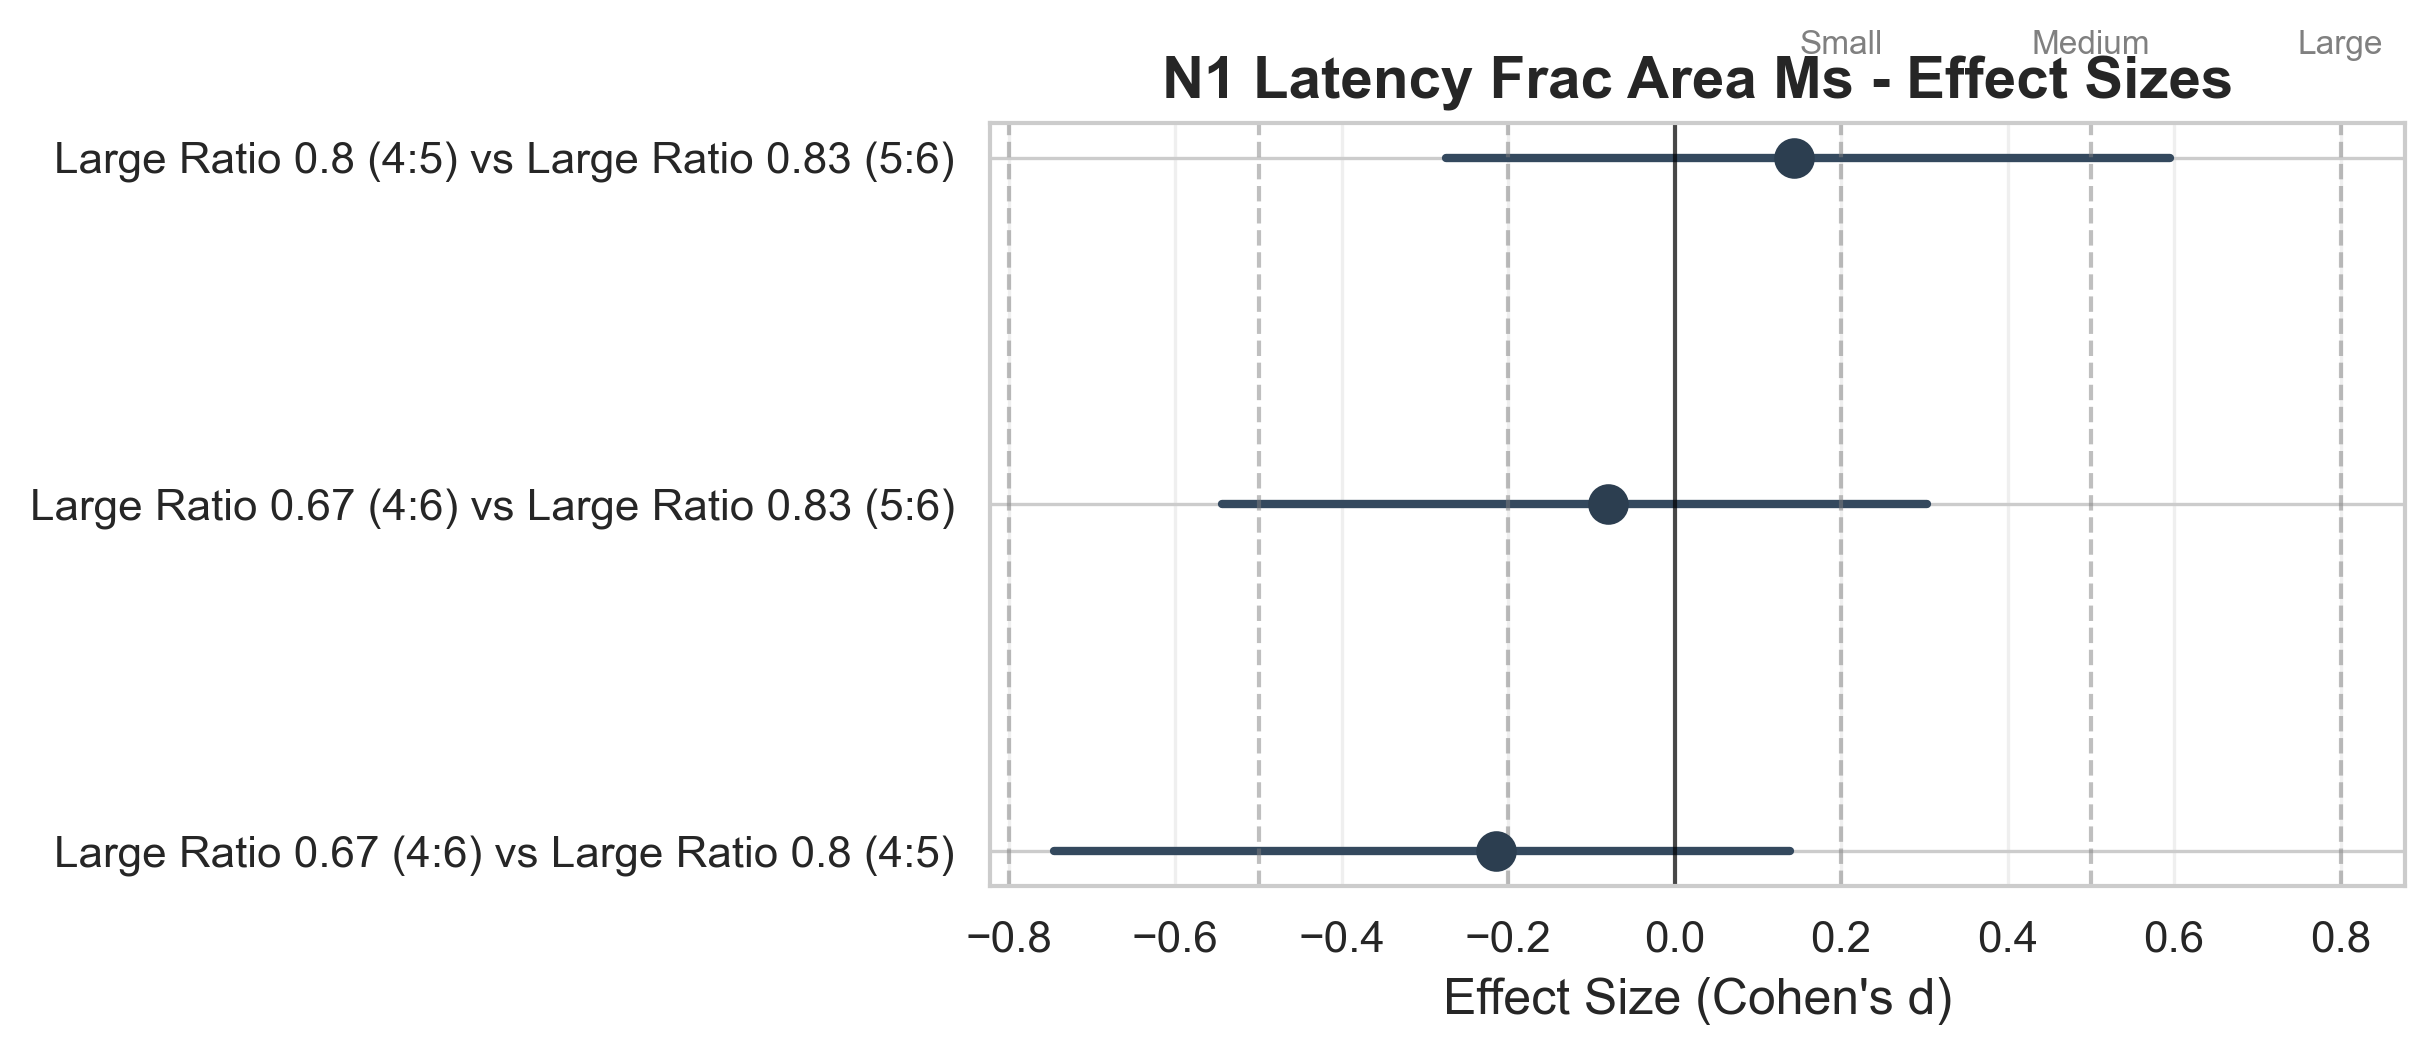 Small Medium Large
N1 Latency Frac Area Ms - Effect Sizes
Large Ratio 0.8 (4:5) vs Large Ratio 0.83 (5:6)
Large Ratio 0.67 (4:6) vs Large Ratio 0.83 (5:6)
Large Ratio 0.67 (4:6) vs Large Ratio 0.8 (4:5)
−0.8 −0.6 −0.4 −0.2 0.0 0.2 0.4 0.6 0.8
Effect Size (Cohen's d)